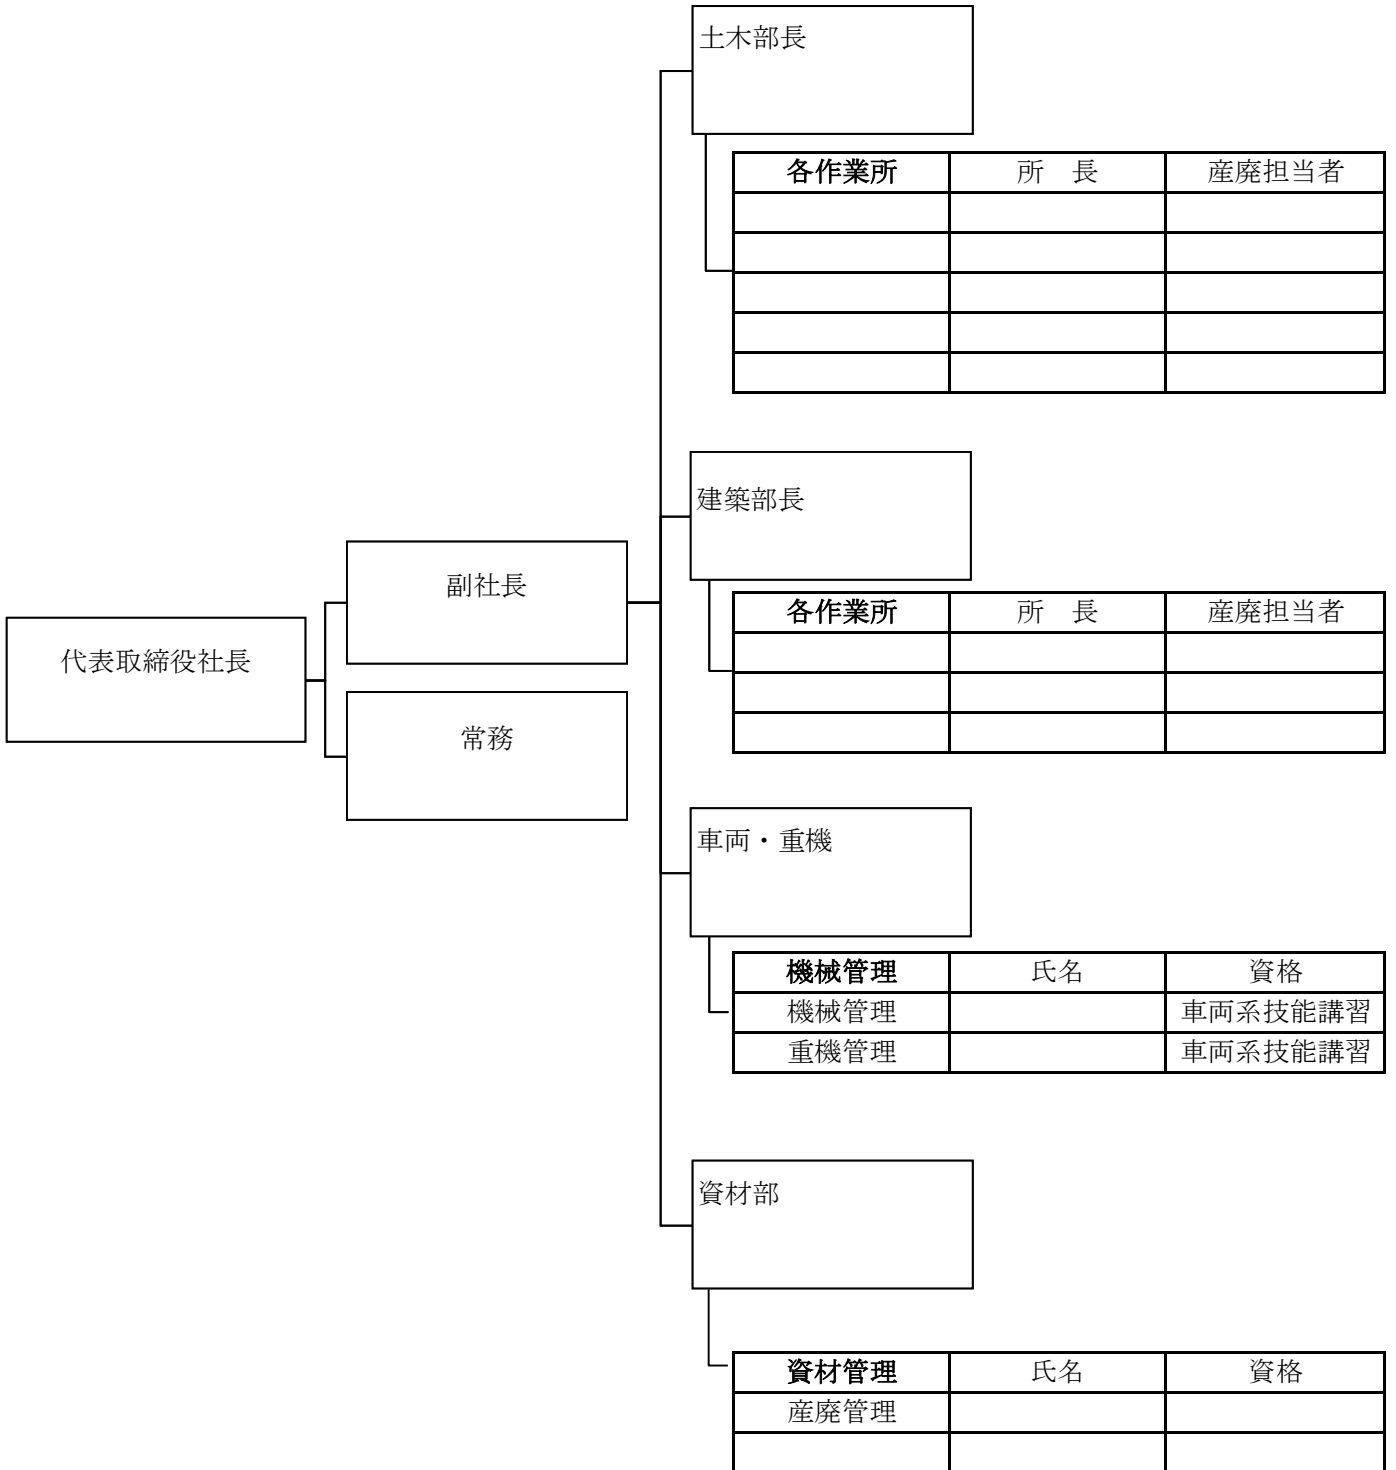 土木部長
各作業所 所　長 産廃担当者
建築部長
副社長
各作業所 所　長 産廃担当者
代表取締役社長
常務
車両・重機
機械管理 氏名 資格
機械管理 車両系技能講習
重機管理 車両系技能講習
資材部
資材管理 氏名 資格
産廃管理